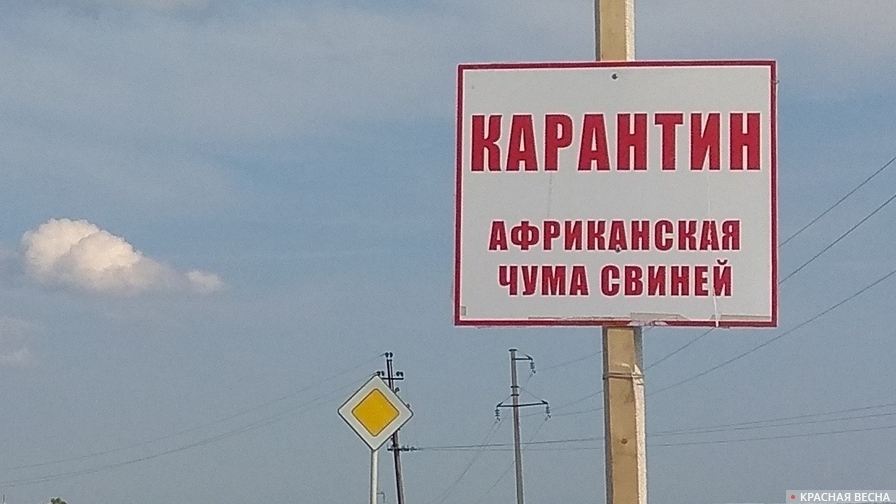 КАРАНТИН
АФРИКАНСКАЯ
ЧУМА СВИНЕЙ
КРАСНАЯ ВЕСНА